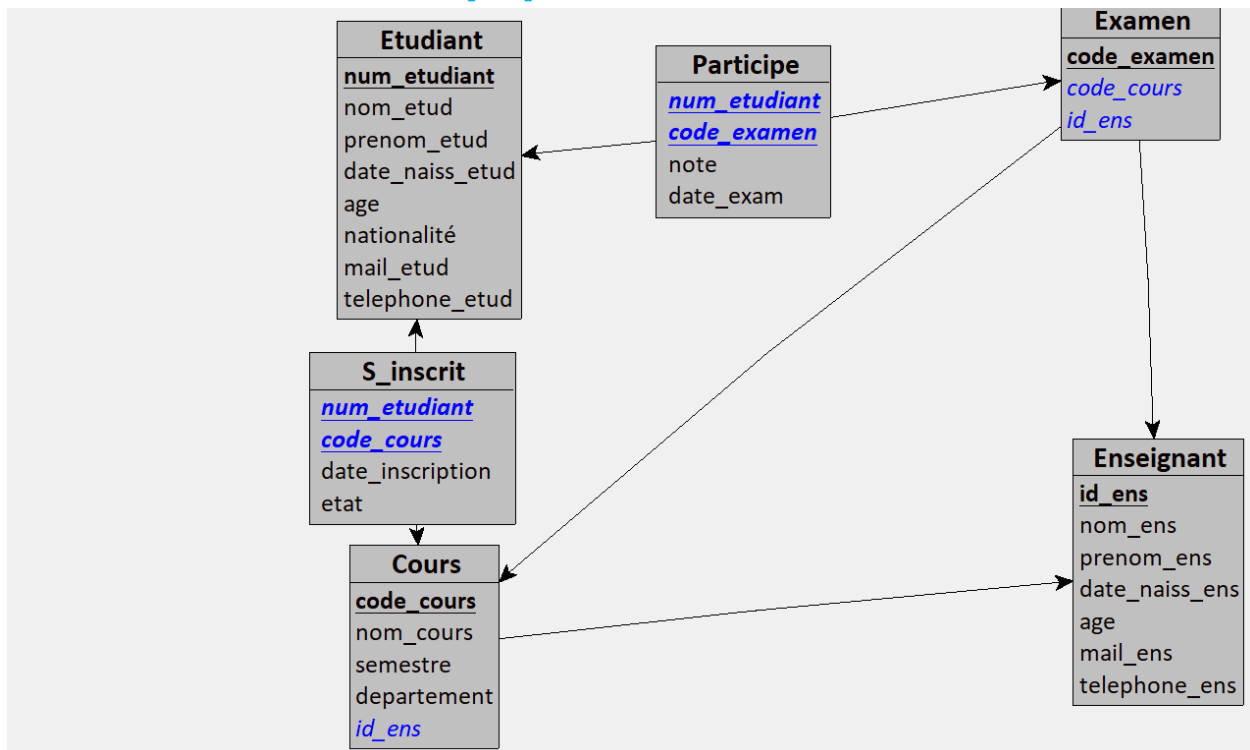 Etudiant
num_etudiant
nom_etud
prenom_etud
date_naiss_etud
age
nationalité
mail_etud
telephone_etud
Participe
num_etudiant
code_examen
note
date_exam
Examen
code_examen
code_cours
id_ens
S_inscrit
num_etudiant
code_cours
date_inscription
etat
Cours
code_cours
nom_cours
semestre
departement
id_ens
Enseignant
id_ens
nom_ens
prenom_ens
date_naiss_ens
age
mail_ens
telephone_ens